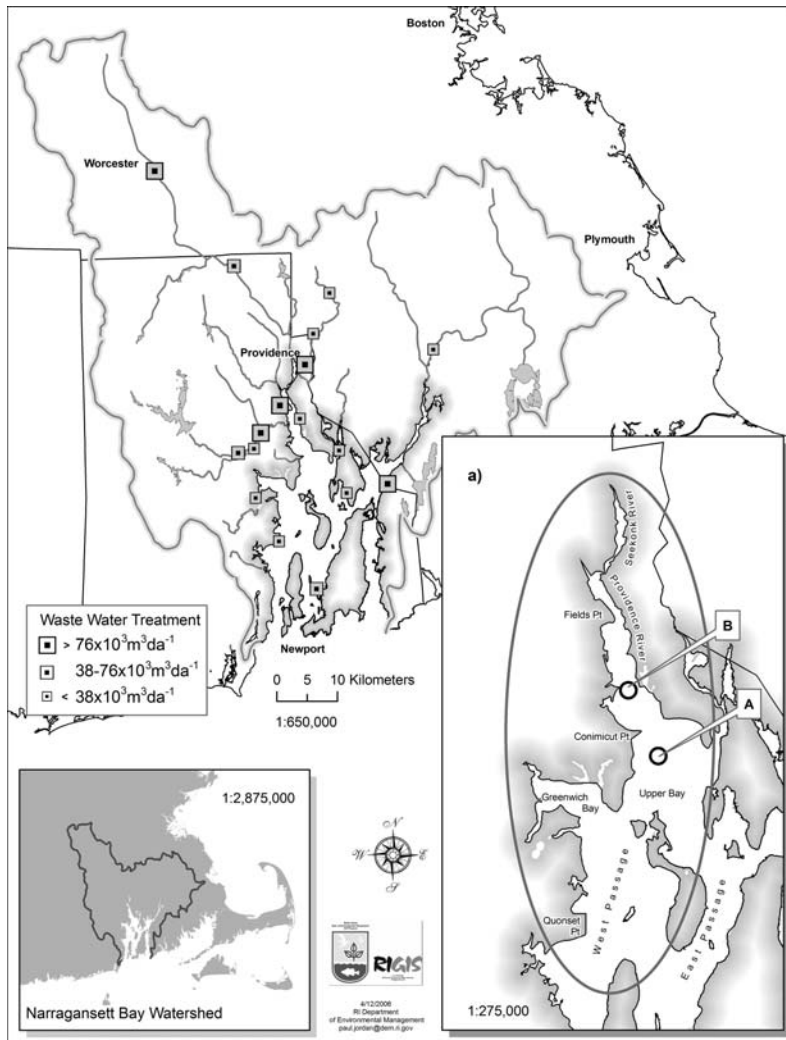 Boston
Worcester
Plymouth
Providence
Newport
Waste Water Treatment
> 76x10³m³da⁻¹
38-76x10³m³da⁻¹
< 38x10³m³da⁻¹
0 5 10 Kilometers
1:650,000
1:2,875,000
Narragansett Bay Watershed
N
W E
S
RIGIS
4/12/2008
RI Department
of Environmental Management
paul.jordan@dem.ri.gov
a)
Seekonk River
Providence River
Fields Pt
B
A
Conimicut Pt
Greenwich
Bay
Upper Bay
West Passage
East Passage
Quonset
Pt
1:275,000